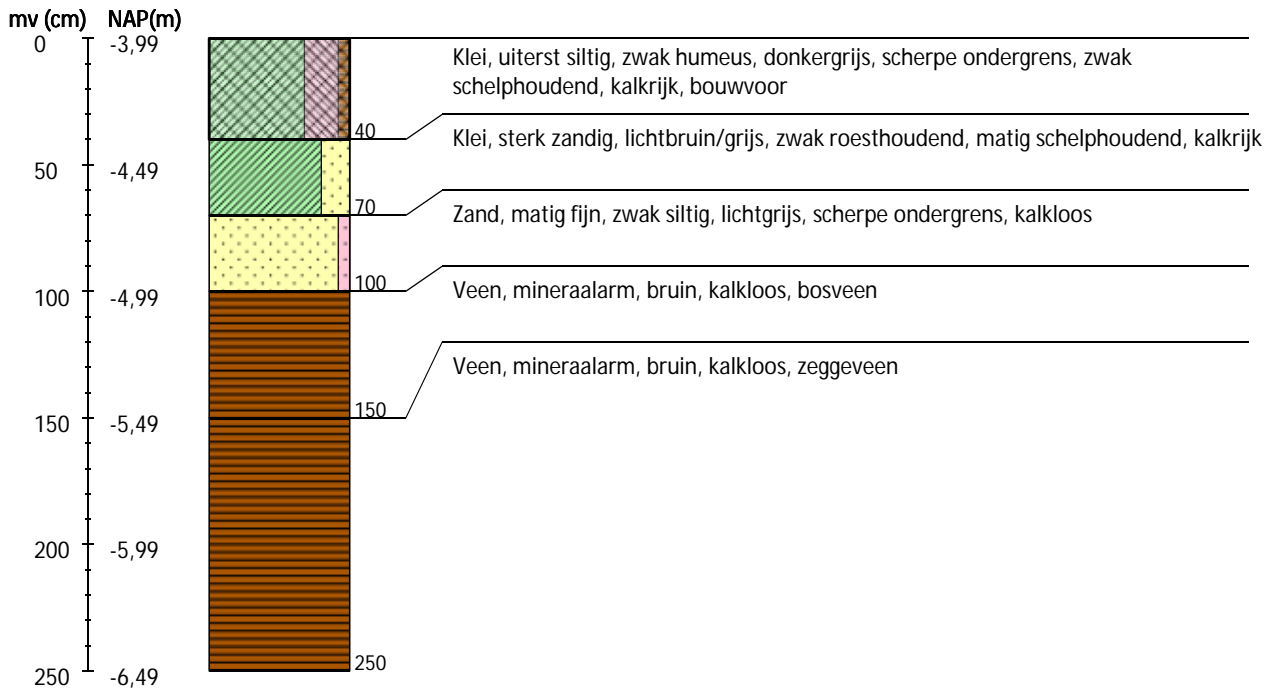 mv (cm) NAP(m)
0 -3,99
Klei, uiterst siltig, zwak humeus, donkergrijs, scherpe ondergrens, zwak
schelphoudend, kalkrijk, bouwvoor
40
Klei, sterk zandig, lichtbruin/grijs, zwak roesthoudend, matig schelphoudend, kalkrijk
50 -4,49
70
Zand, matig fijn, zwak siltig, lichtgrijs, scherpe ondergrens, kalkloos
100
100 -4,99
Veen, mineraalarm, bruin, kalkloos, bosveen
Veen, mineraalarm, bruin, kalkloos, zeggeveen
150
150 -5,49
200 -5,99
250
250 -6,49